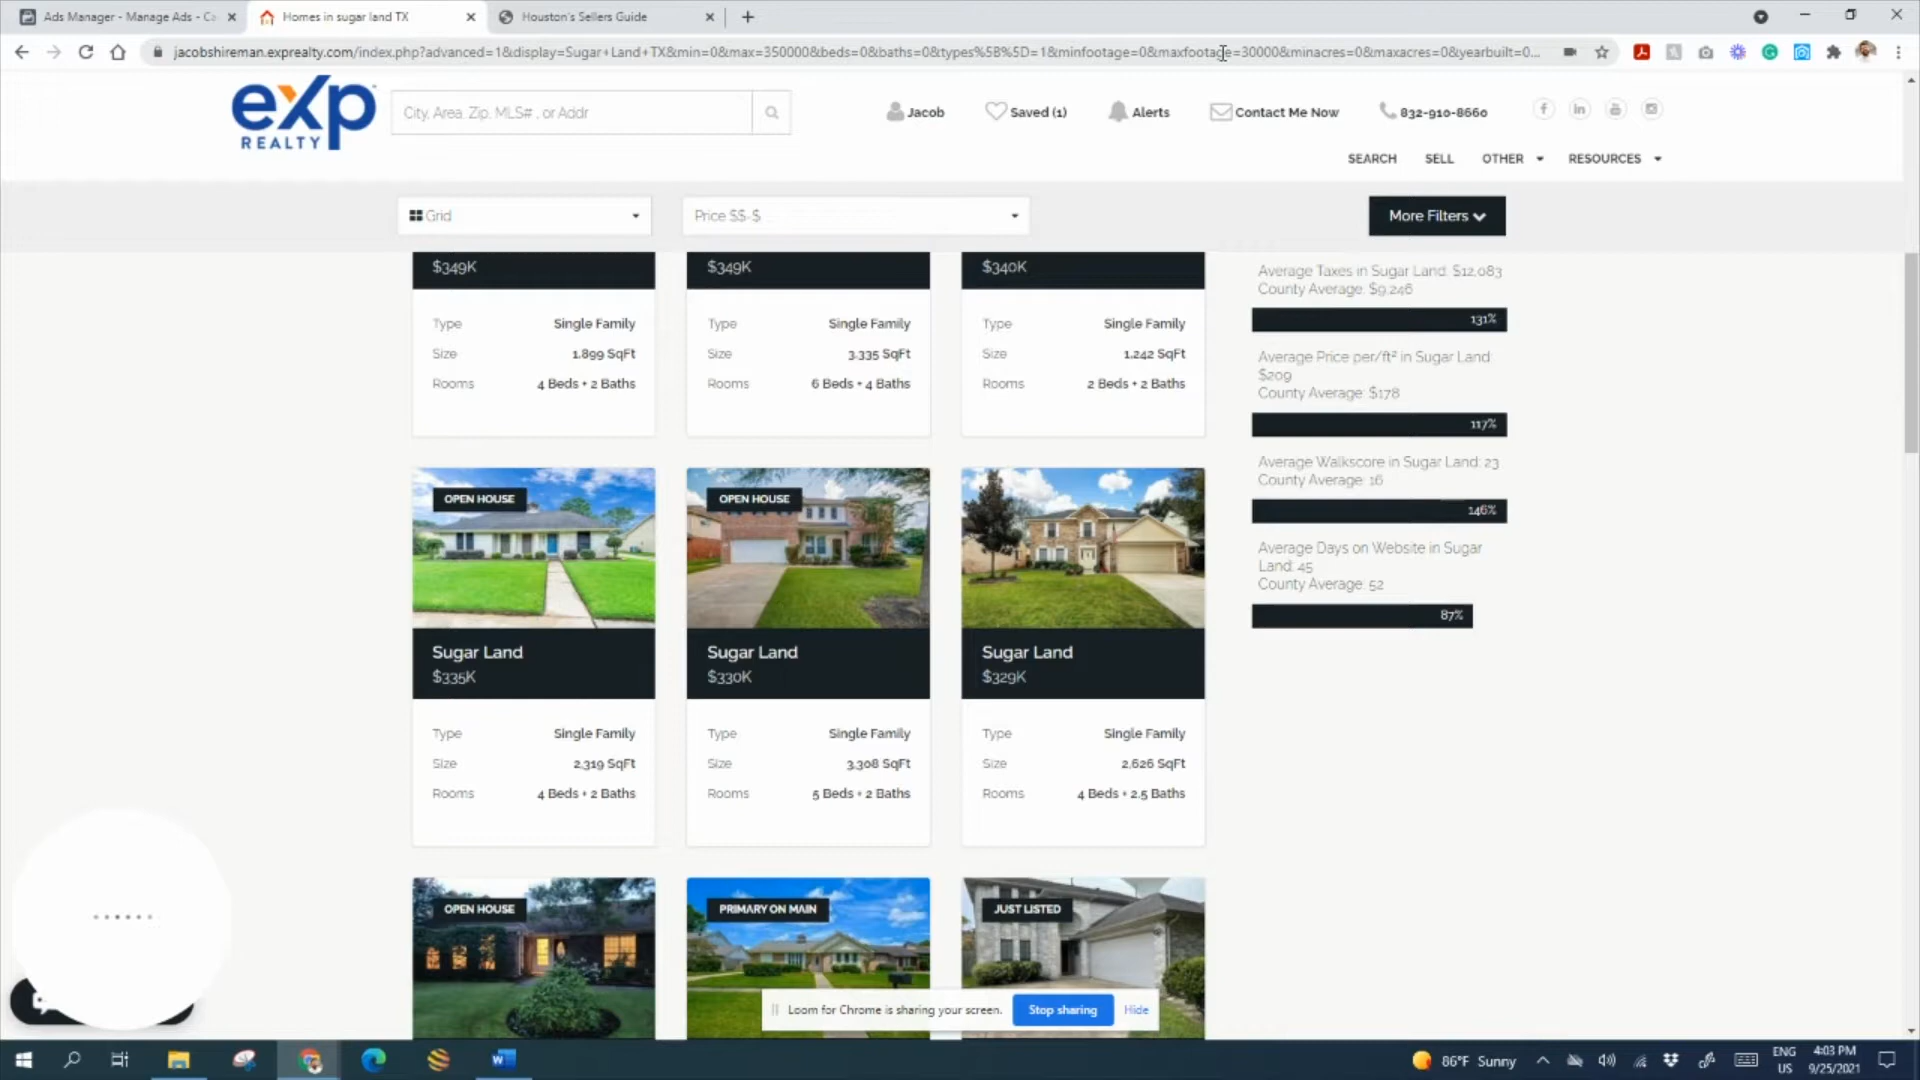 Ads Manager - Manage Ads - Ca
Homes in sugar land TX
Houston's Sellers Guide
jacobshireman.exprealty.com/index.php?advanced=1&display=Sugar+Land+TX&min=0&max=350000&beds=0&baths=0&types%5B%5D=1&minfootage=0&maxfootage=30000&minacres=0&maxacres=0&yearbuilt=0...
eXp
REALTY
City, Area, Zip, MLS# , or Addr
Jacob
Saved (1)
Alerts
Contact Me Now
832-910-8660
SEARCH
SELL
OTHER
RESOURCES
Grid
Price $$-$
More Filters
$349K
$349K
$340K
Type Single Family
Type Single Family
Type Single Family
Size 1,899 SqFt
Size 3,335 SqFt
Size 1,242 SqFt
Rooms 4 Beds + 2 Baths
Rooms 6 Beds + 4 Baths
Rooms 2 Beds + 2 Baths
Average Taxes in Sugar Land: $12,083
County Average: $9,246
131%
Average Price per/ft² in Sugar Land:
$209
County Average: $178
117%
Average Walkscore in Sugar Land: 23
County Average: 16
146%
Average Days on Website in Sugar
Land: 45
County Average: 52
87%
OPEN HOUSE
OPEN HOUSE
Sugar Land
$335K
Sugar Land
$330K
Sugar Land
$329K
Type Single Family
Type Single Family
Type Single Family
Size 2,319 SqFt
Size 3,308 SqFt
Size 2,626 SqFt
Rooms 4 Beds + 2 Baths
Rooms 5 Beds + 2 Baths
Rooms 4 Beds + 2.5 Baths
OPEN HOUSE
PRIMARY ON MAIN
JUST LISTED
Loom for Chrome is sharing your screen.
Stop sharing
Hide
86°F Sunny
ENG
US
4:03 PM
9/25/2021